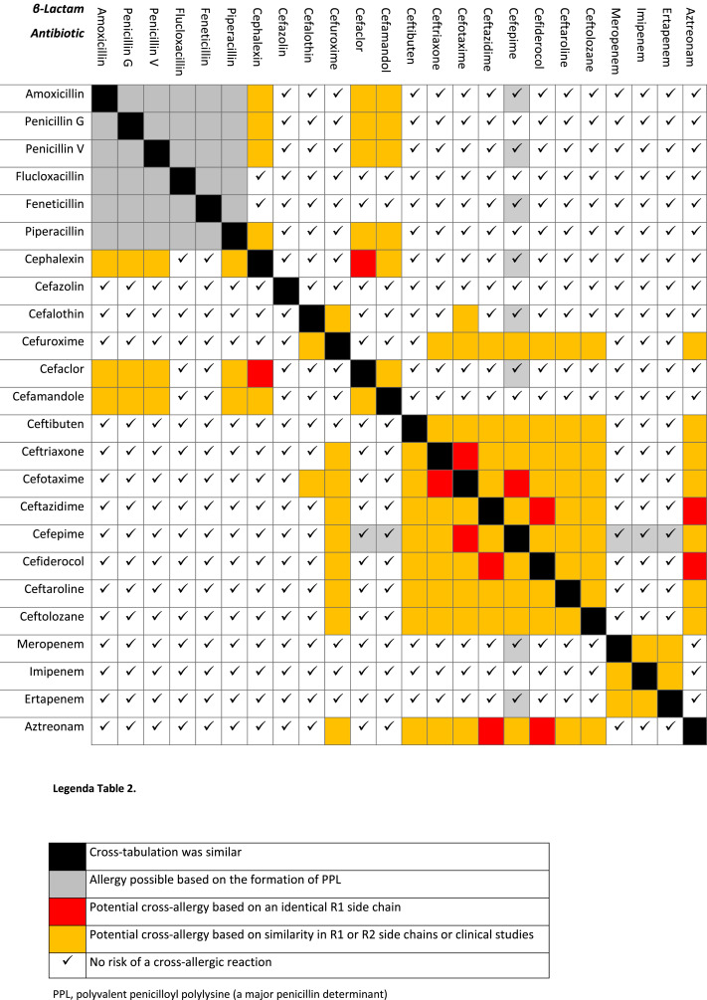 β-Lactam
Antibiotic
Amoxicillin
Penicillin G
Penicillin V
Flucloxacillin
Feneticillin
Piperacillin
Cephalexin
Cefazolin
Cefalothin
Cefuroxime
Cefaclor
Cefamandol
Ceftibuten
Ceftriaxone
Cefotaxime
Ceftazidime
Cefepime
Cefiderocol
Ceftaroline
Ceftolozane
Meropenem
Imipenem
Ertapenem
Aztreonam
Amoxicillin
Penicillin G
Penicillin V
Flucloxacillin
Feneticillin
Piperacillin
Cephalexin
Cefazolin
Cefalothin
Cefuroxime
Cefaclor
Cefamandole
Ceftibuten
Ceftriaxone
Cefotaxime
Ceftazidime
Cefepime
Cefiderocol
Ceftaroline
Ceftolozane
Meropenem
Imipenem
Ertapenem
Aztreonam
Legenda Table 2.
Cross-tabulation was similar
Allergy possible based on the formation of PPL
Potential cross-allergy based on an identical R1 side chain
Potential cross-allergy based on similarity in R1 or R2 side chains or clinical studies
✓ No risk of a cross-allergic reaction
PPL, polyvalent penicilloyl polylysine (a major penicillin determinant)